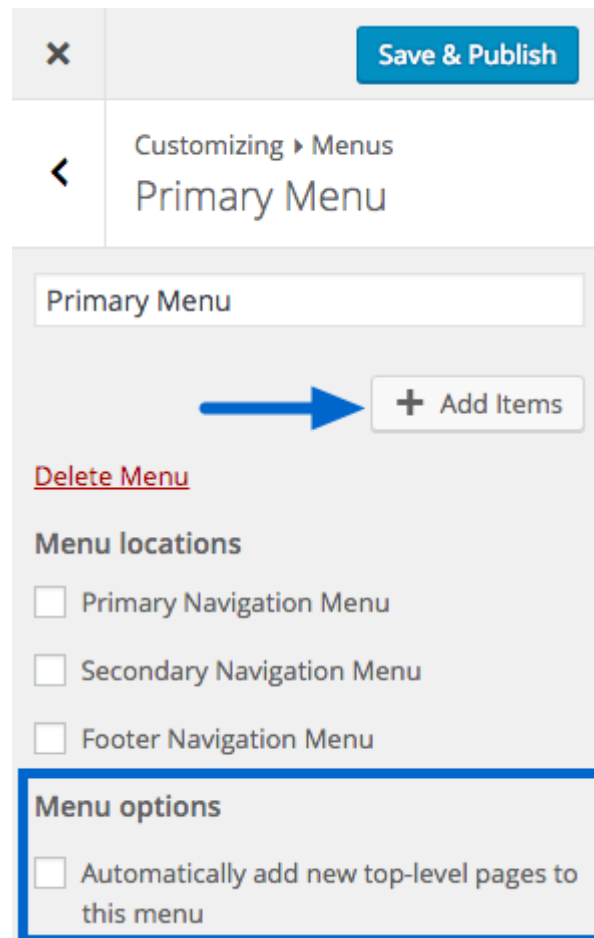 Save & Publish
Customizing ▸ Menus
Primary Menu
Primary Menu
Add Items
Delete Menu
Menu locations
Primary Navigation Menu
Secondary Navigation Menu
Footer Navigation Menu
Menu options
Automatically add new top-level pages to
this menu